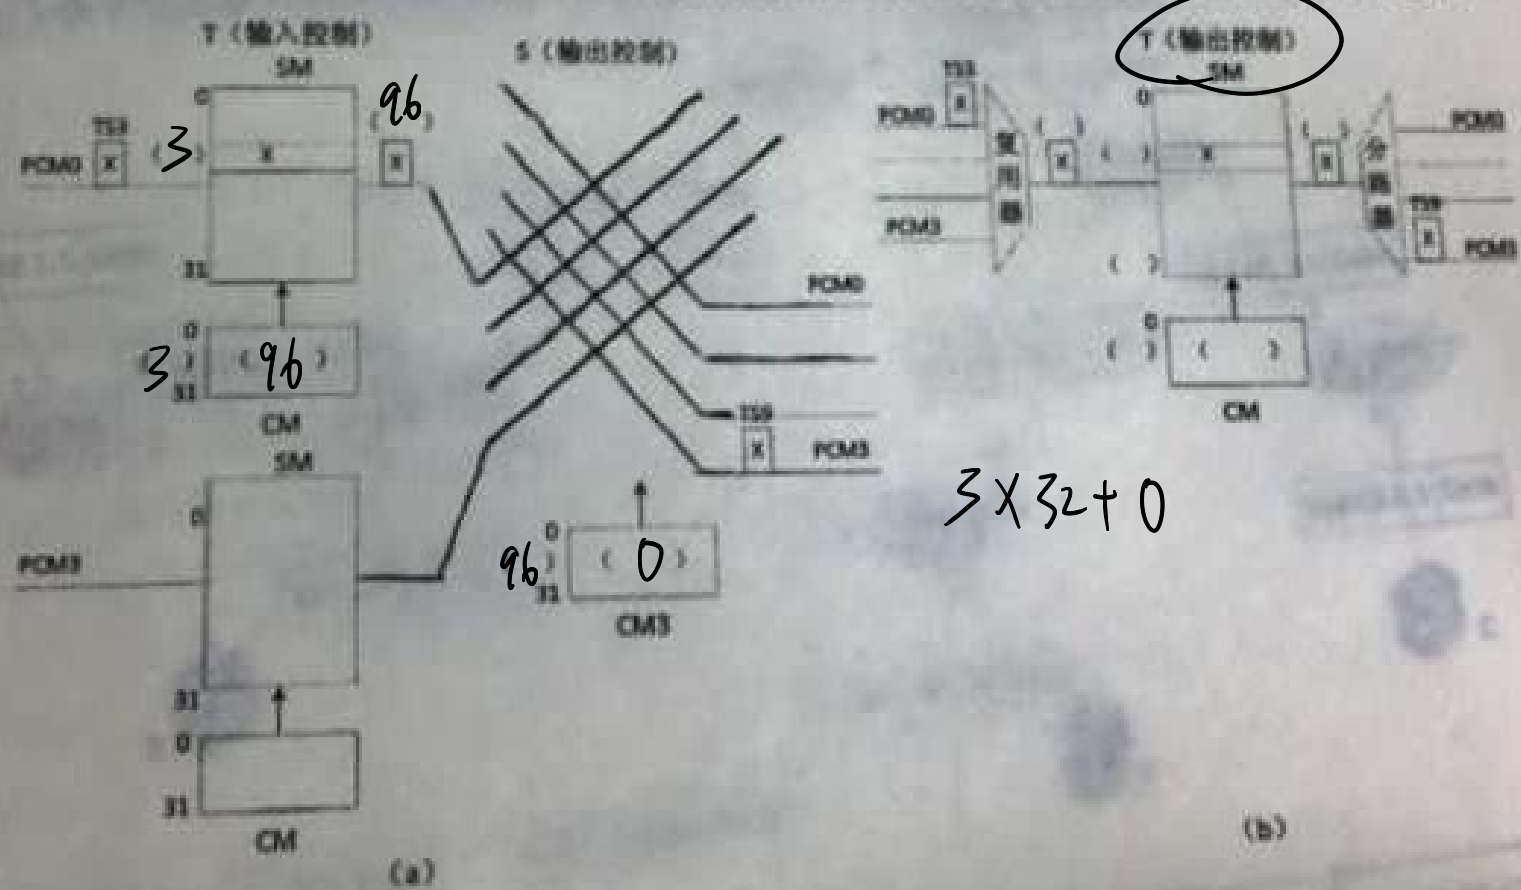 T（输入控制）
SM
0
TS3
PCM0
X
(3)
X
(96)
X
31
0
(3)
(96)
31
CM
SM
0
PCM3
31
0
31
CM
(a)
S（输出控制）
PCM0
TS9
X
PCM3
0
96)
(0)
31
CM3
T（输出控制）
SM
TS3
X
PCM0
PCM3
复用器
( )
X
0
( )
X
( )
( )
X
分路器
PCM0
TS9
X
PCM3
0
( )
( )
CM
3×32+0
(b)
C